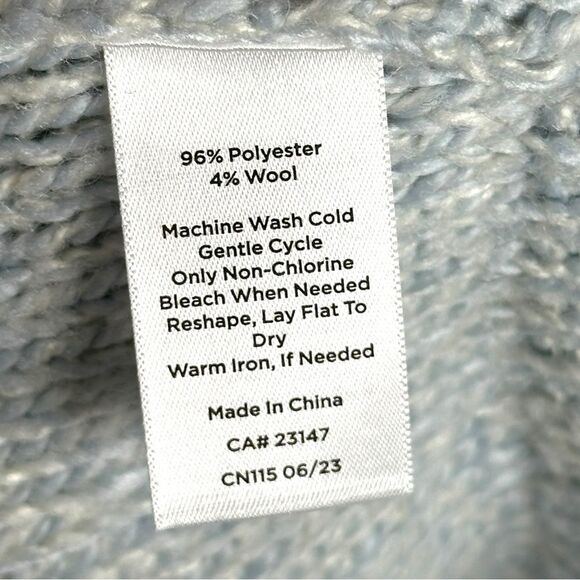 96% Polyester
4% Wool
Machine Wash Cold
Gentle Cycle
Only Non-Chlorine
Bleach When Needed
Reshape, Lay Flat To
Dry
Warm Iron, If Needed
Made In China
CA# 23147
CN115 06/23